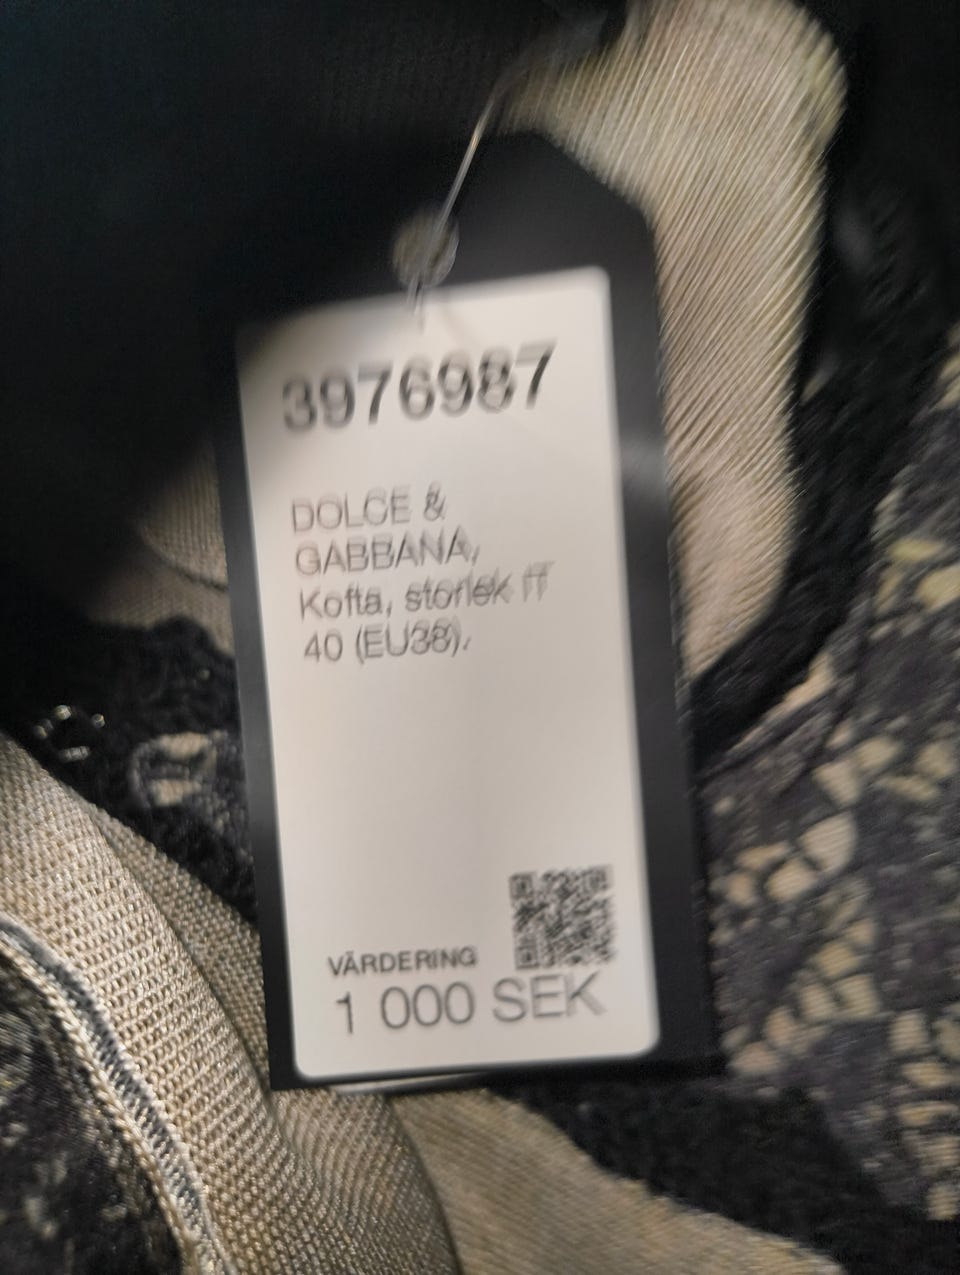 3976987
DOLCE &
GABBANA,
Kofta, storlek IT
40 (EU38).
VÄRDERING
1 000 SEK